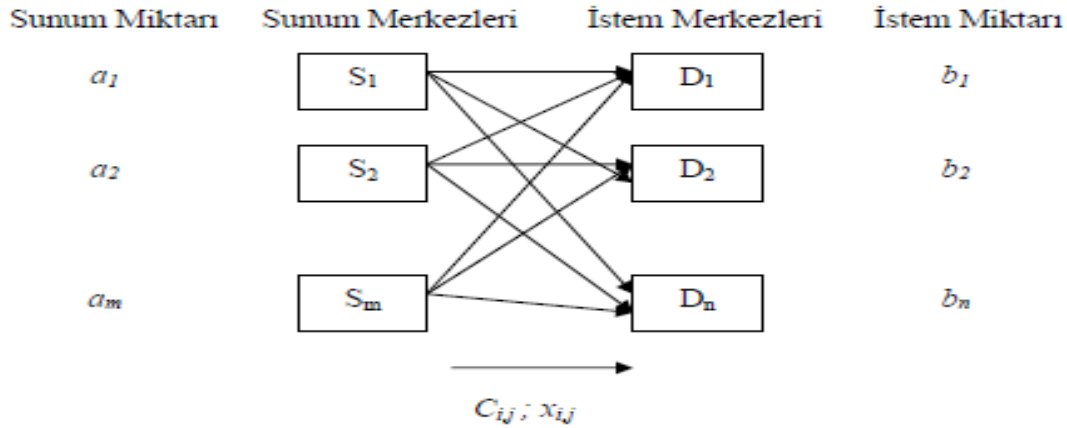 Sunum Miktarı Sunum Merkezleri İstem Merkezleri İstem Miktarı
a1 S1 D1 b1
a2 S2 D2 b2
am Sm Dn bn
Ci,j ; xi,j